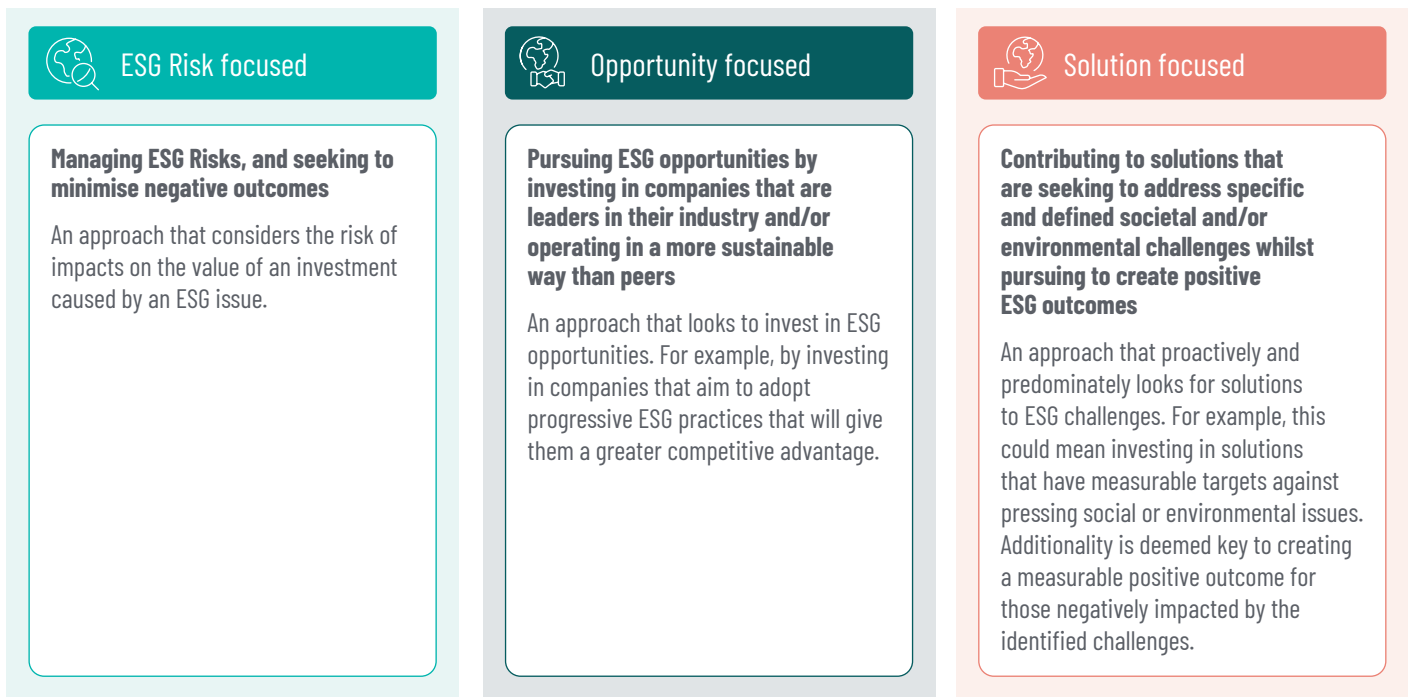 ESG Risk focused
Managing ESG Risks, and seeking to
minimise negative outcomes
An approach that considers the risk of
impacts on the value of an investment
caused by an ESG issue.
Opportunity focused
Pursuing ESG opportunities by
investing in companies that are
leaders in their industry and/or
operating in a more sustainable
way than peers
An approach that looks to invest in ESG
opportunities. For example, by investing
in companies that aim to adopt
progressive ESG practices that will give
them a greater competitive advantage.
Solution focused
Contributing to solutions that
are seeking to address specific
and defined societal and/or
environmental challenges whilst
pursuing to create positive
ESG outcomes
An approach that proactively and
predominately looks for solutions
to ESG challenges. For example, this
could mean investing in solutions
that have measurable targets against
pressing social or environmental issues.
Additionality is deemed key to creating
a measurable positive outcome for
those negatively impacted by the
identified challenges.